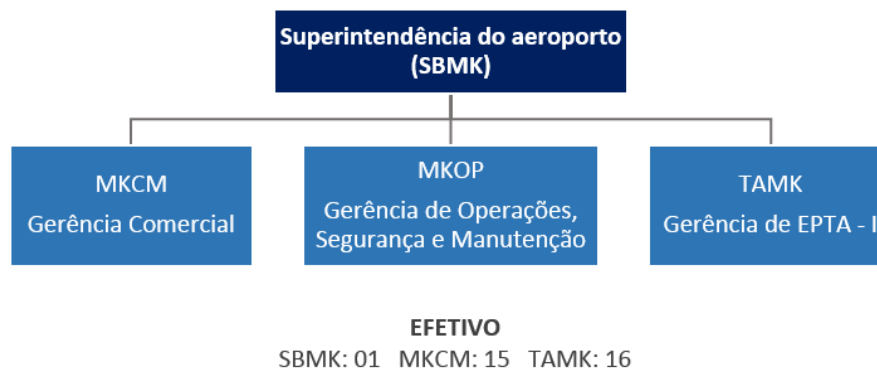 Superintendência do aeroporto
(SBMK)
MKCM
Gerência Comercial
MKOP
Gerência de Operações,
Segurança e Manutenção
TAMK
Gerência de EPTA - I
EFETIVO
SBMK: 01 MKCM: 15 TAMK: 16